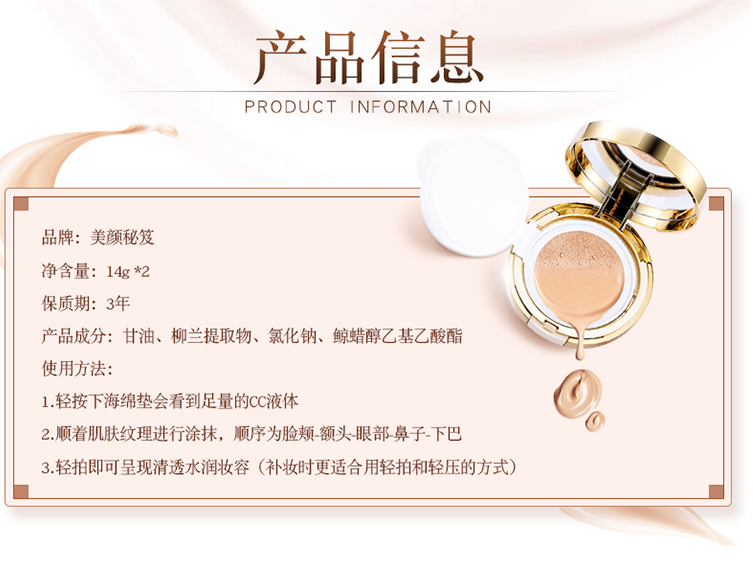 产品信息
PRODUCT INFORMATION
品牌：美颜秘笈
净含量：14g *2
保质期：3年
产品成分：甘油、柳兰提取物、氯化钠、鲸蜡醇乙基乙酸酯
使用方法：
1.轻按下海绵垫会看到足量的CC液体
2.顺着肌肤纹理进行涂抹，顺序为脸颊-额头-眼部-鼻子-下巴
3.轻拍即可呈现清透水润妆容（补妆时更适合用轻拍和轻压的方式）